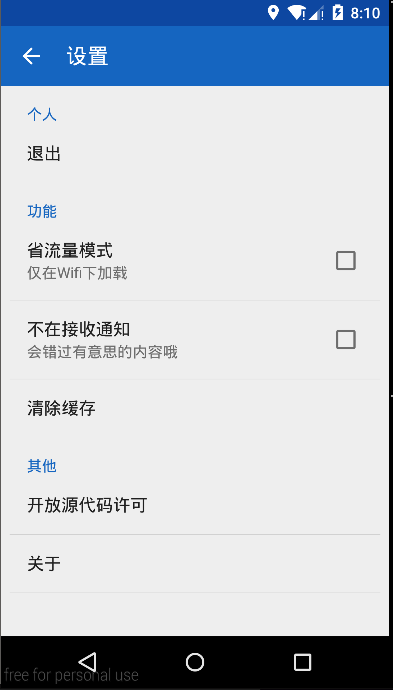 8:10
设置
个人
退出
功能
省流量模式
仅在Wifi下加载
不在接收通知
会错过有意思的内容哦
清除缓存
其他
开放源代码许可
关于
free for personal use